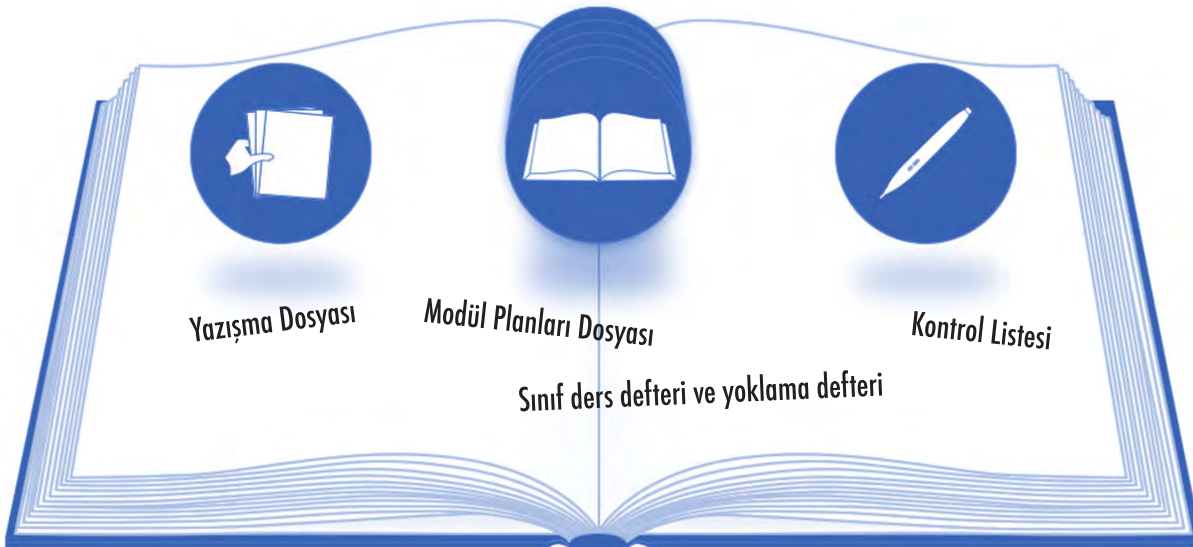 Yazışma Dosyası
Modül Planları Dosyası
Kontrol Listesi
Sınıf ders defteri ve yoklama defteri